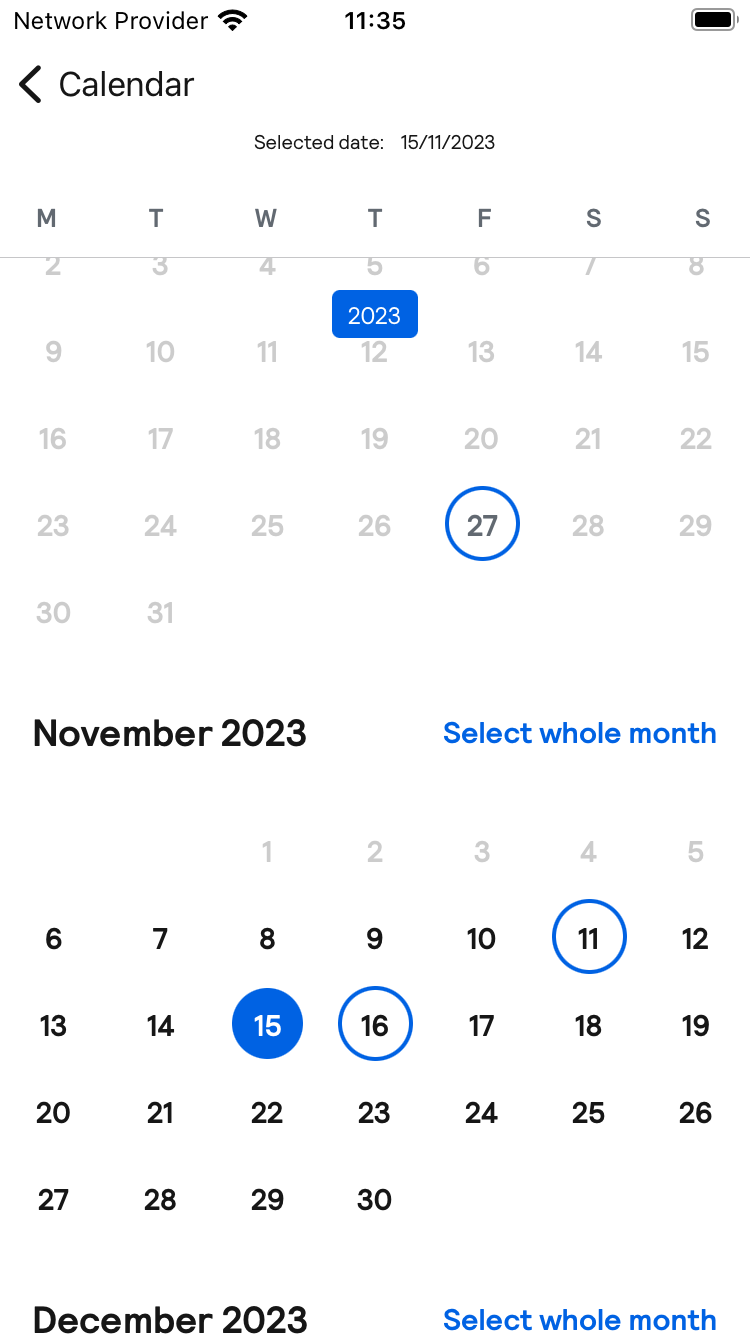 Network Provider 11:35
Calendar
Selected date: 15/11/2023
M T W T F S S
2 3 4 5 6 7 8
2023
9 10 11 12 13 14 15
16 17 18 19 20 21 22
23 24 25 26 27 28 29
30 31
November 2023 Select whole month
1 2 3 4 5
6 7 8 9 10 11 12
13 14 15 16 17 18 19
20 21 22 23 24 25 26
27 28 29 30
December 2023 Select whole month